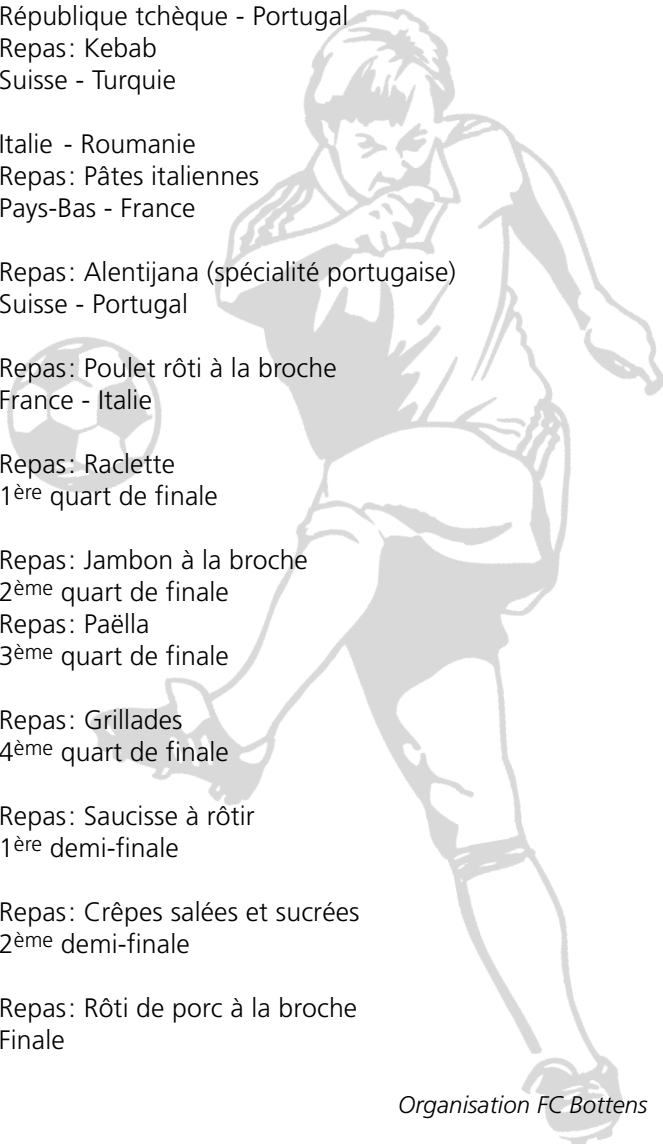 République tchèque - Portugal
Repas: Kebab
Suisse - Turquie
Italie - Roumanie
Repas: Pâtes italiennes
Pays-Bas - France
Repas: Alentijana (spécialité portugaise)
Suisse - Portugal
Repas: Poulet rôti à la broche
France - Italie
Repas: Raclette
1ère quart de finale
Repas: Jambon à la broche
2ème quart de finale
Repas: Paëlla
3ème quart de finale
Repas: Grillades
4ème quart de finale
Repas: Saucisse à rôtir
1ère demi-finale
Repas: Crêpes salées et sucrées
2ème demi-finale
Repas: Rôti de porc à la broche
Finale
Organisation FC Bottens